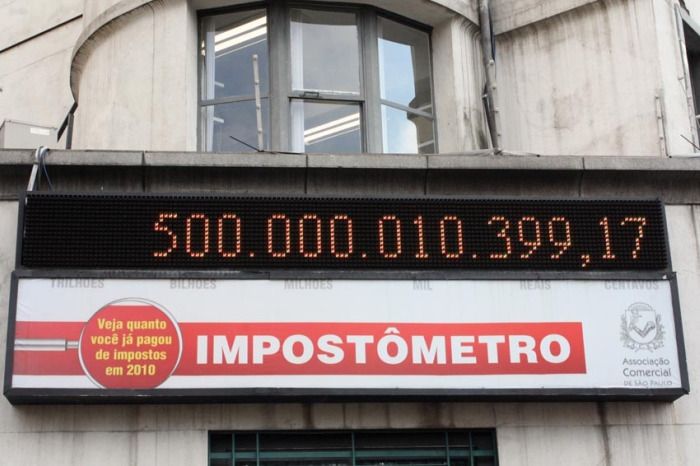 500.000.010.399,17
TRILHÕES BILHÕES MILHÕES MIL REAIS CENTAVOS
Veja quanto
você já pagou
de impostos
em 2010
IMPOSTÔMETRO
Associação
Comercial
DE SÃO PAULO